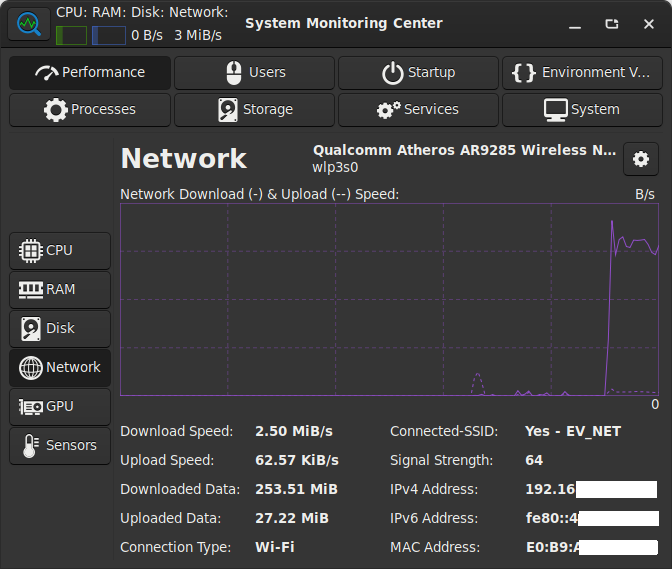 CPU: RAM: Disk: Network:
0 B/s 3 MiB/s
System Monitoring Center
Performance Users Startup Environment V...
Processes Storage Services System
Network
Qualcomm Atheros AR9285 Wireless N...
wlp3s0
Network Download (-) & Upload (--) Speed: B/s
CPU
RAM
Disk
Network
GPU
Sensors
0
Download Speed: 2.50 MiB/s Connected-SSID: Yes - EV_NET
Upload Speed: 62.57 KiB/s Signal Strength: 64
Downloaded Data: 253.51 MiB IPv4 Address: 192.16
Uploaded Data: 27.22 MiB IPv6 Address: fe80::4
Connection Type: Wi-Fi MAC Address: E0:B9: